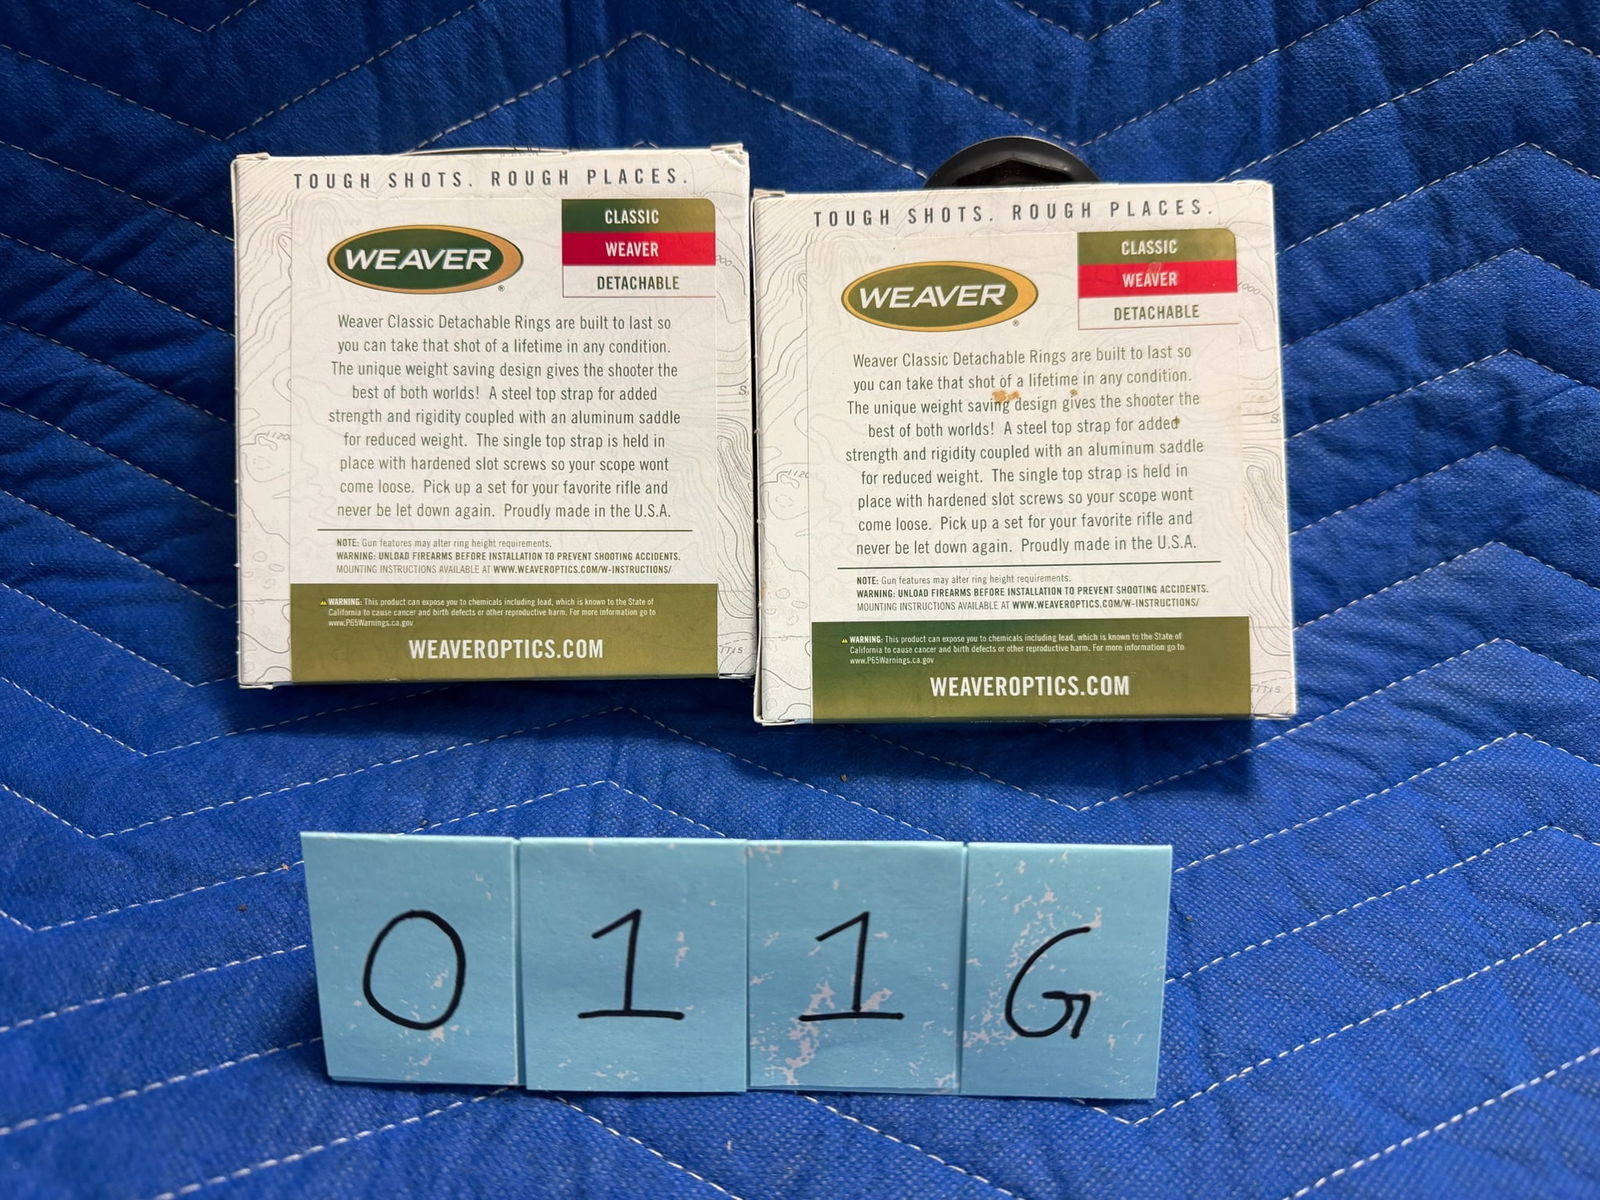 TOUGH SHOTS. ROUGH PLACES.
WEAVER
®
CLASSIC
WEAVER
DETACHABLE
Weaver Classic Detachable Rings are built to last so
you can take that shot of a lifetime in any condition.
The unique weight saving design gives the shooter the
best of both worlds! A steel top strap for added
strength and rigidity coupled with an aluminum saddle
for reduced weight. The single top strap is held in
place with hardened slot screws so your scope wont
come loose. Pick up a set for your favorite rifle and
never be let down again. Proudly made in the U.S.A.
NOTE: Gun features may alter ring height requirements.
WARNING: UNLOAD FIREARMS BEFORE INSTALLATION TO PREVENT SHOOTING ACCIDENTS.
MOUNTING INSTRUCTIONS AVAILABLE AT WWW.WEAVEROPTICS.COM/W-INSTRUCTIONS/
WARNING: This product can expose you to chemicals including lead, which is known to the State of
California to cause cancer and birth defects or other reproductive harm. For more information go to
www.P65Warnings.ca.gov
WEAVEROPTICS.COM
TOUGH SHOTS. ROUGH PLACES.
WEAVER
®
CLASSIC
WEAVER
DETACHABLE
Weaver Classic Detachable Rings are built to last so
you can take that shot of a lifetime in any condition.
The unique weight saving design gives the shooter the
best of both worlds! A steel top strap for added
strength and rigidity coupled with an aluminum saddle
for reduced weight. The single top strap is held in
place with hardened slot screws so your scope wont
come loose. Pick up a set for your favorite rifle and
never be let down again. Proudly made in the U.S.A.
NOTE: Gun features may alter ring height requirements.
WARNING: UNLOAD FIREARMS BEFORE INSTALLATION TO PREVENT SHOOTING ACCIDENTS.
MOUNTING INSTRUCTIONS AVAILABLE AT WWW.WEAVEROPTICS.COM/W-INSTRUCTIONS/
WARNING: This product can expose you to chemicals including lead, which is known to the State of
California to cause cancer and birth defects or other reproductive harm. For more information go to
www.P65Warnings.ca.gov
WEAVEROPTICS.COM
011G